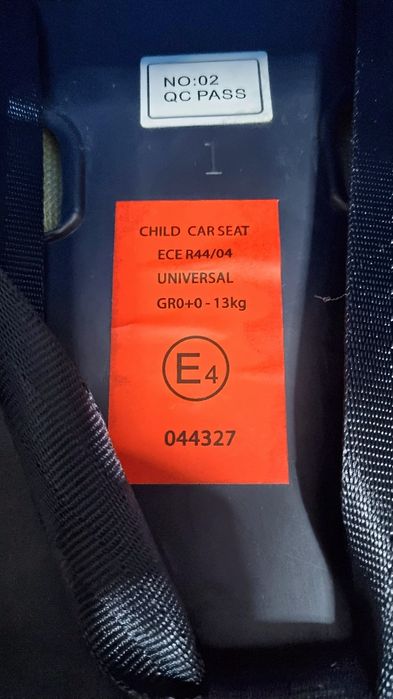 NO:02
QC PASS
1
CHILD CAR SEAT
ECE R44/04
UNIVERSAL
GR0+0 - 13kg
E4
044327